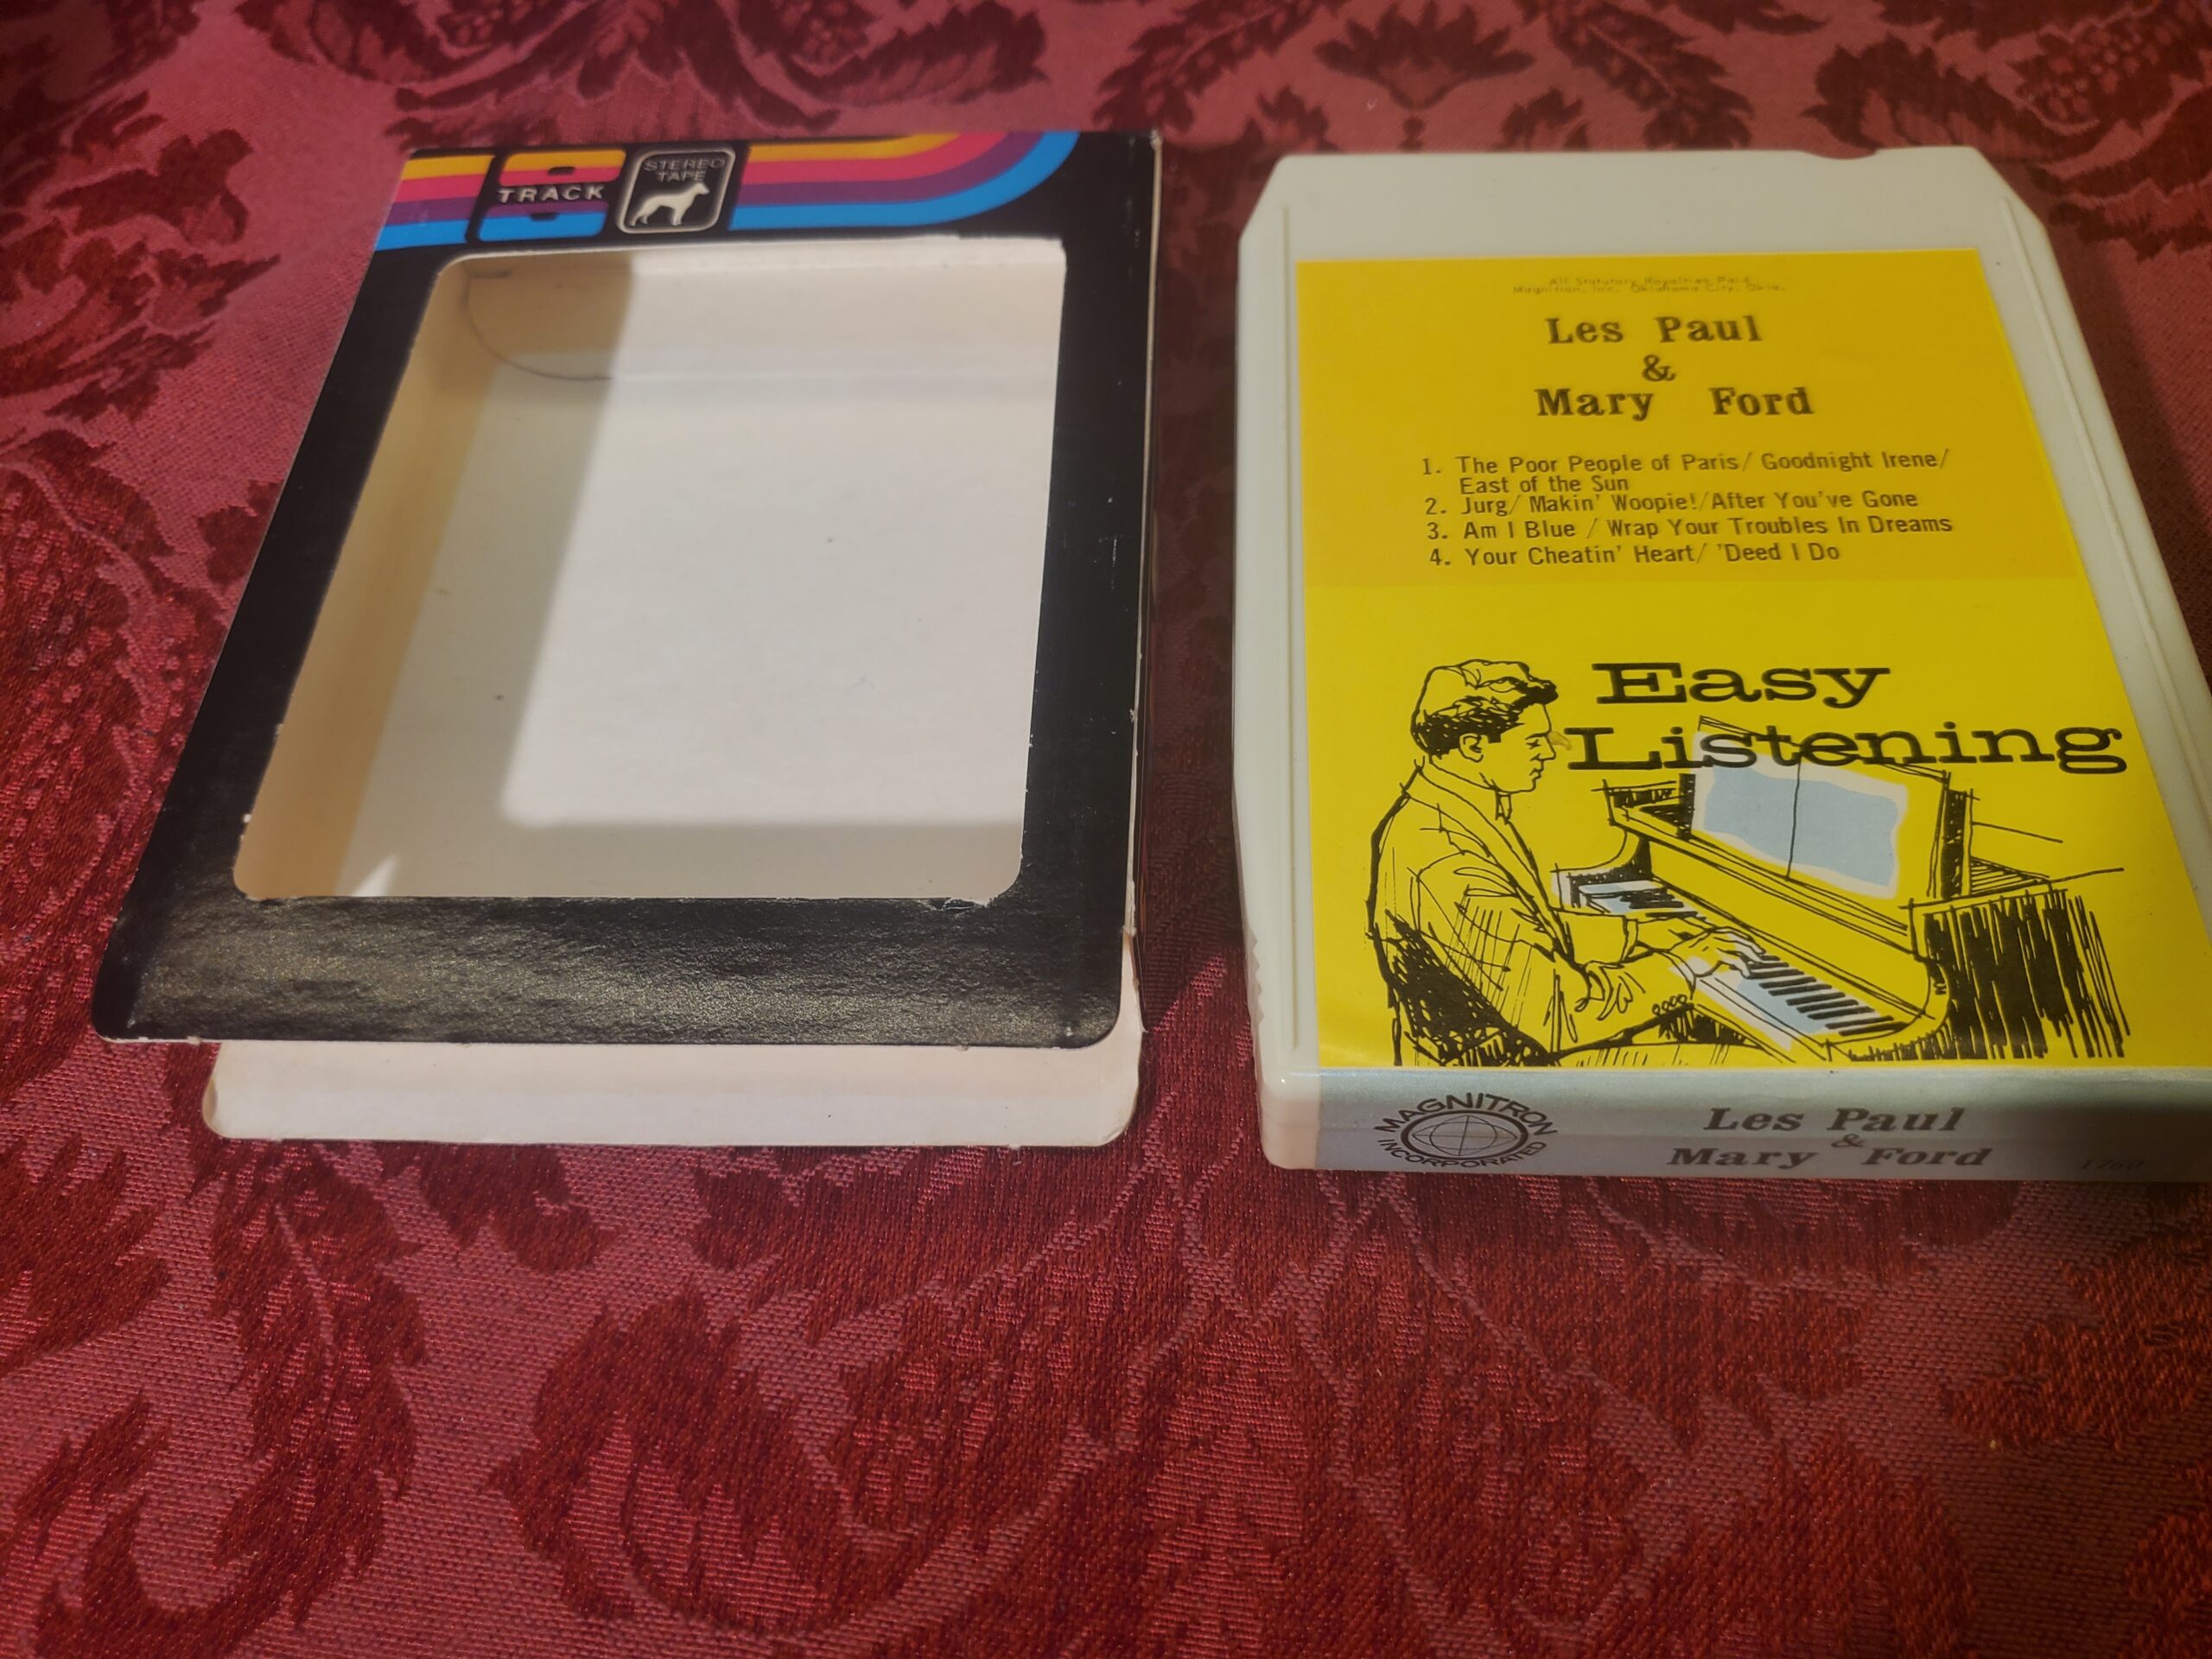 TRACK
STEREO
TAPE
All Statutory Royalties Paid
Magnitron, Inc. Oklahoma City, Okla.
Les Paul
&
Mary Ford
1. The Poor People of Paris/ Goodnight Irene/
East of the Sun
2. Jurg/ Makin' Woopie!/After You've Gone
3. Am I Blue / Wrap Your Troubles In Dreams
4. Your Cheatin' Heart/ 'Deed I Do
Easy
Listening
MAGNITRON
INCORPORATED
Les Paul
&
Mary Ford
1760